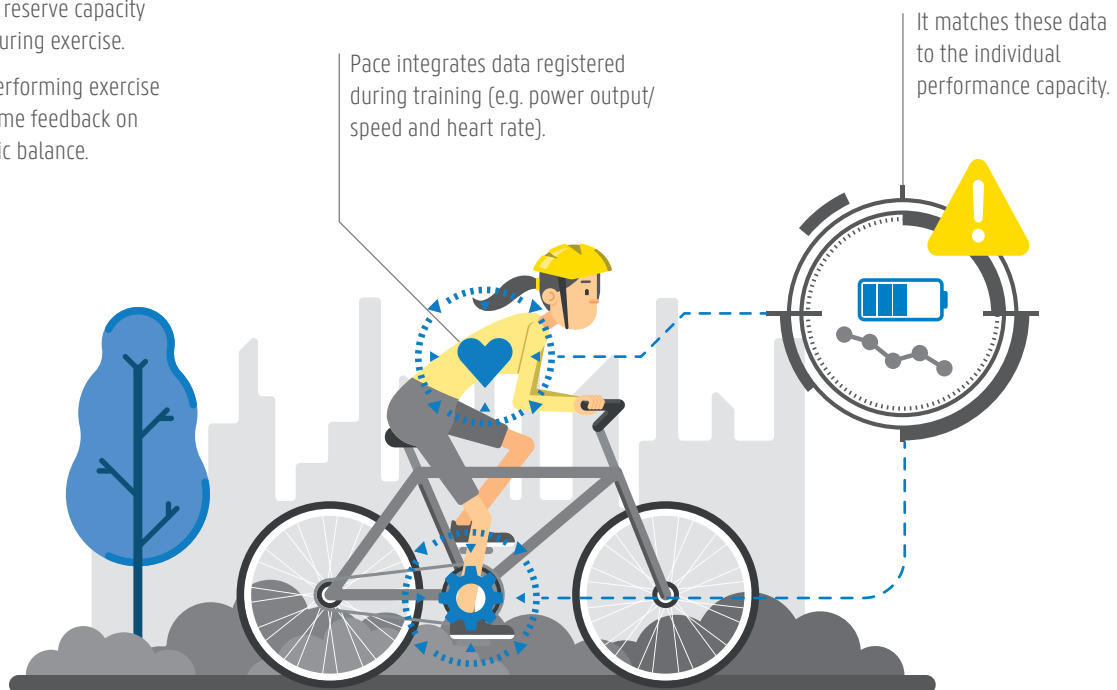 reserve capacity
uring exercise.
erforming exercise
me feedback on
ic balance.
Pace integrates data registered
during training (e.g. power output/
speed and heart rate).
It matches these data
to the individual
performance capacity.
!